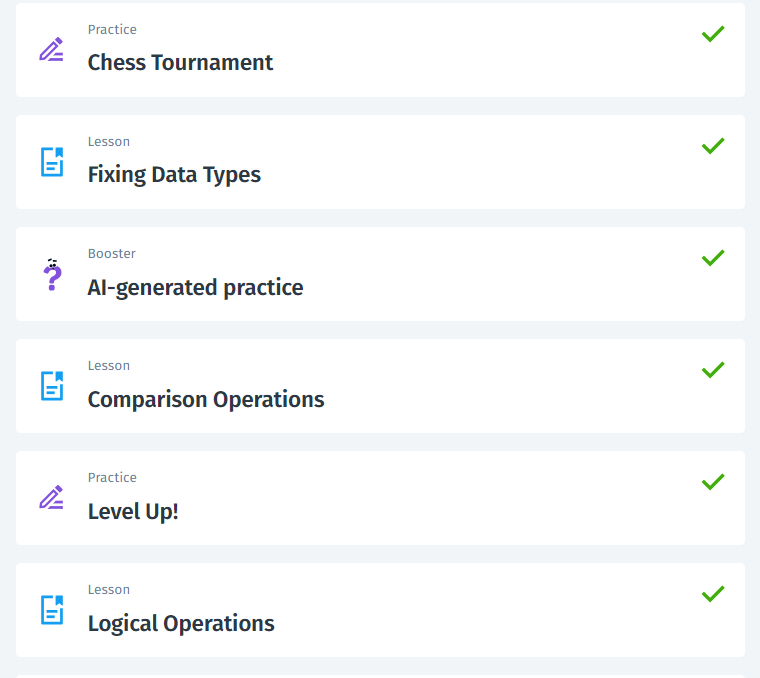 Practice
Chess Tournament
Lesson
Fixing Data Types
Booster
AI-generated practice
Lesson
Comparison Operations
Practice
Level Up!
Lesson
Logical Operations